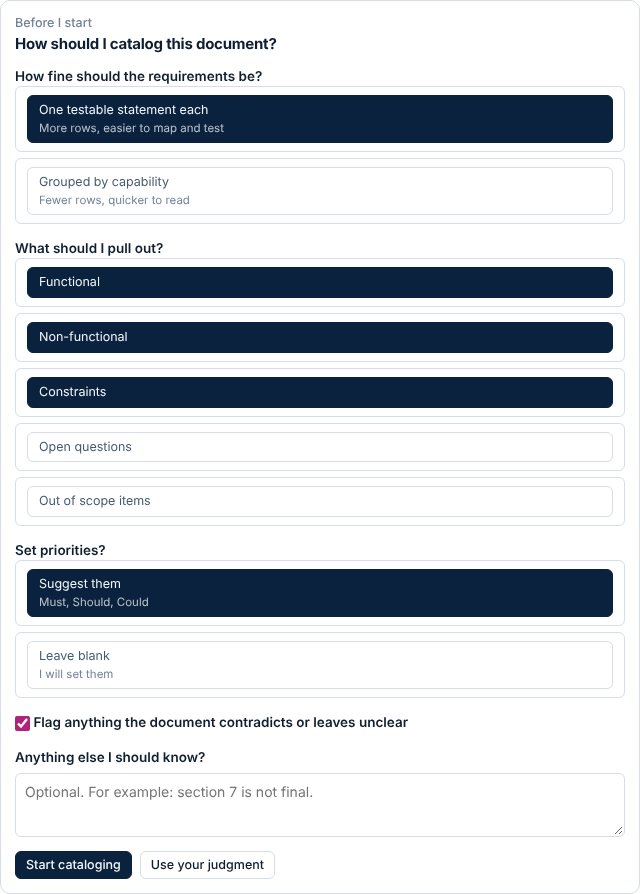 Before I start
How should I catalog this document?
How fine should the requirements be?
One testable statement each
More rows, easier to map and test
Grouped by capability
Fewer rows, quicker to read
What should I pull out?
Functional
Non-functional
Constraints
Open questions
Out of scope items
Set priorities?
Suggest them
Must, Should, Could
Leave blank
I will set them
Flag anything the document contradicts or leaves unclear
Anything else I should know?
Optional. For example: section 7 is not final.
Start cataloging
Use your judgment